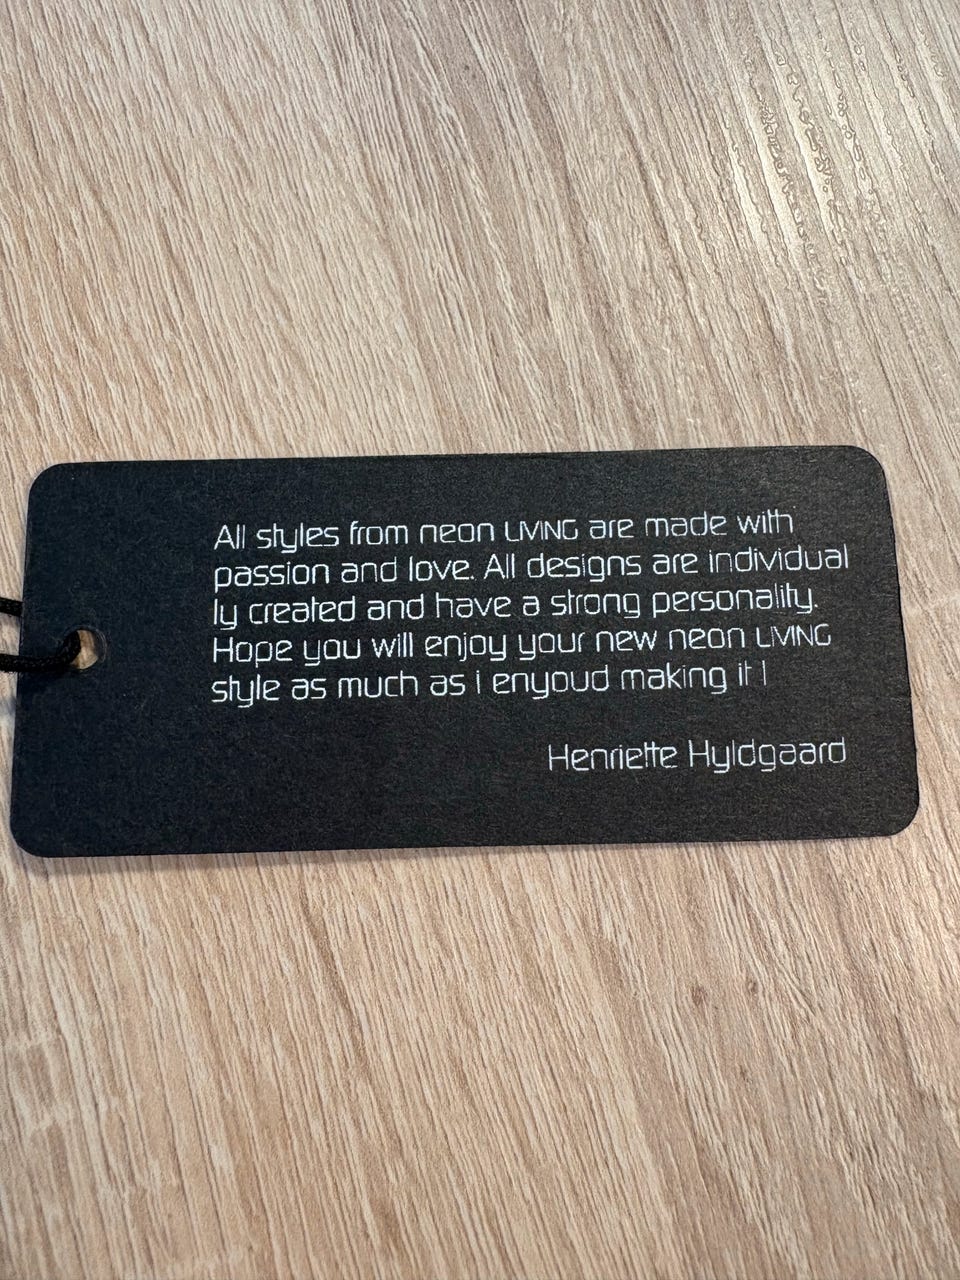 All styles from neon LIVING are made with
passion and love. All designs are individual
ly created and have a strong personality.
Hope you will enjoy your new neon LIVING
style as much as i enyoud making it !
Henriette Hyldgaard